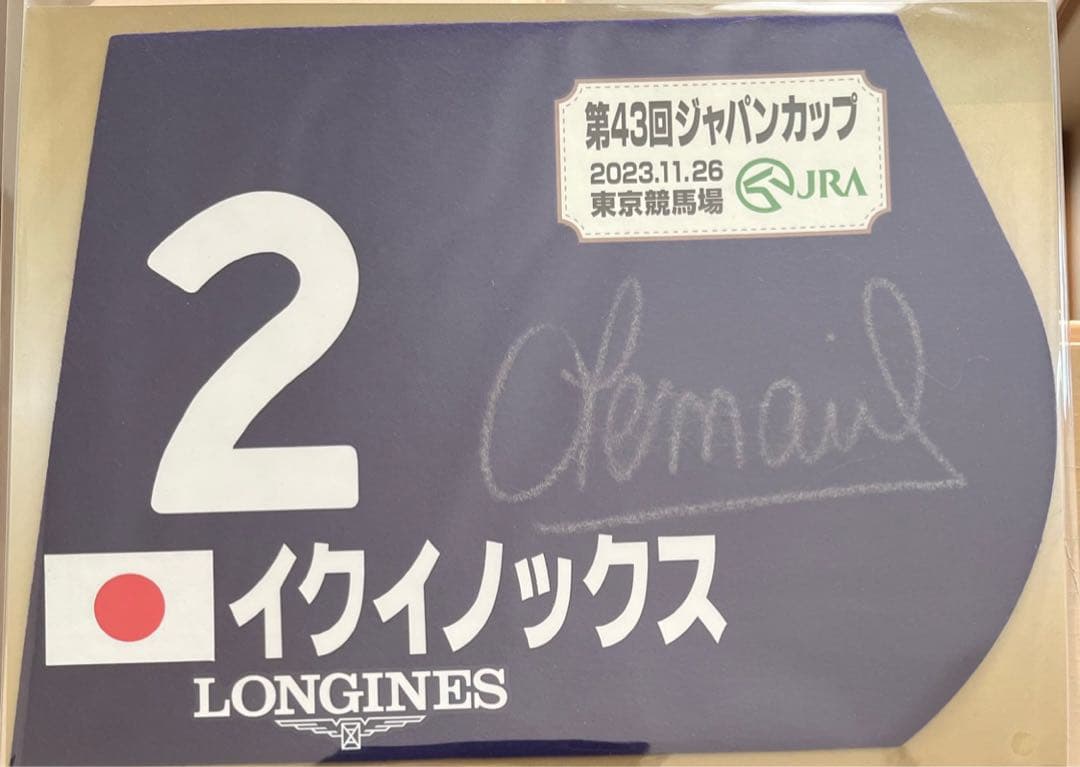 第43回ジャパンカップ
2023.11.26
東京競馬場
JRA
2
CLemaire
イクイノックス
LONGINES